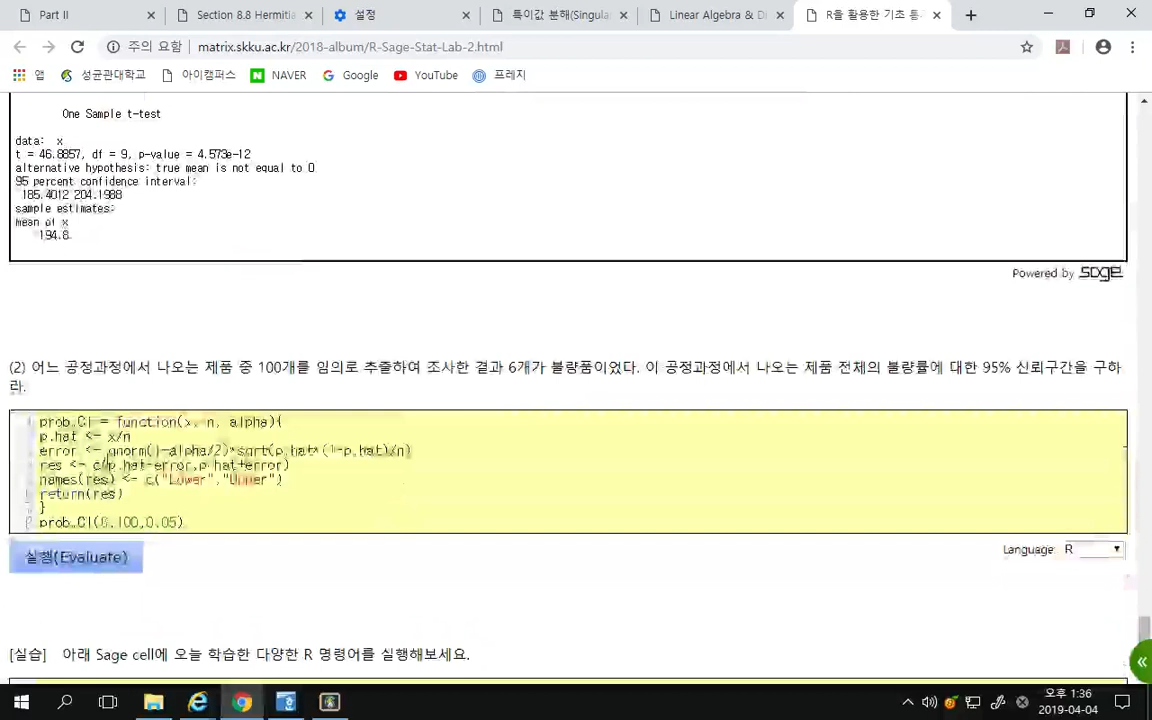 Part II
Section 8.8 Hermitia
설정
특이값 분해(Singula
Linear Algebra & D
R을 활용한 기초 통
주의 요함
matrix.skku.ac.kr/2018-album/R-Sage-Stat-Lab-2.html
앱
성균관대학교
아이캠퍼스
NAVER
Google
YouTube
프레지
One Sample t-test
data: x
t = 46.8857, df = 9, p-value = 4.573e-12
alternative hypothesis: true mean is not equal to 0
95 percent confidence interval:
185.4012 204.1988
sample estimates:
mean of x
194.8
Powered by sage
(2) 어느 공정과정에서 나오는 제품 중 100개를 임의로 추출하여 조사한 결과 6개가 불량품이었다. 이 공정과정에서 나오는 제품 전체의 불량률에 대한 95% 신뢰구간을 구하
라.
prob.CI = function(x, n, alpha){
p.hat <- x/n
error <- qnorm(1-alpha/2)*sqrt(p.hat*(1-p.hat)/n)
res <- c(p.hat-error,p.hat+error)
names(res) <- c("Lower","Upper")
return(res)
}
prob.CI(6,100,0.05)
실행(Evaluate)
Language: R
[실습] 아래 Sage cell에 오늘 학습한 다양한 R 명령어를 실행해보세요.
오후 1:36
2019-04-04